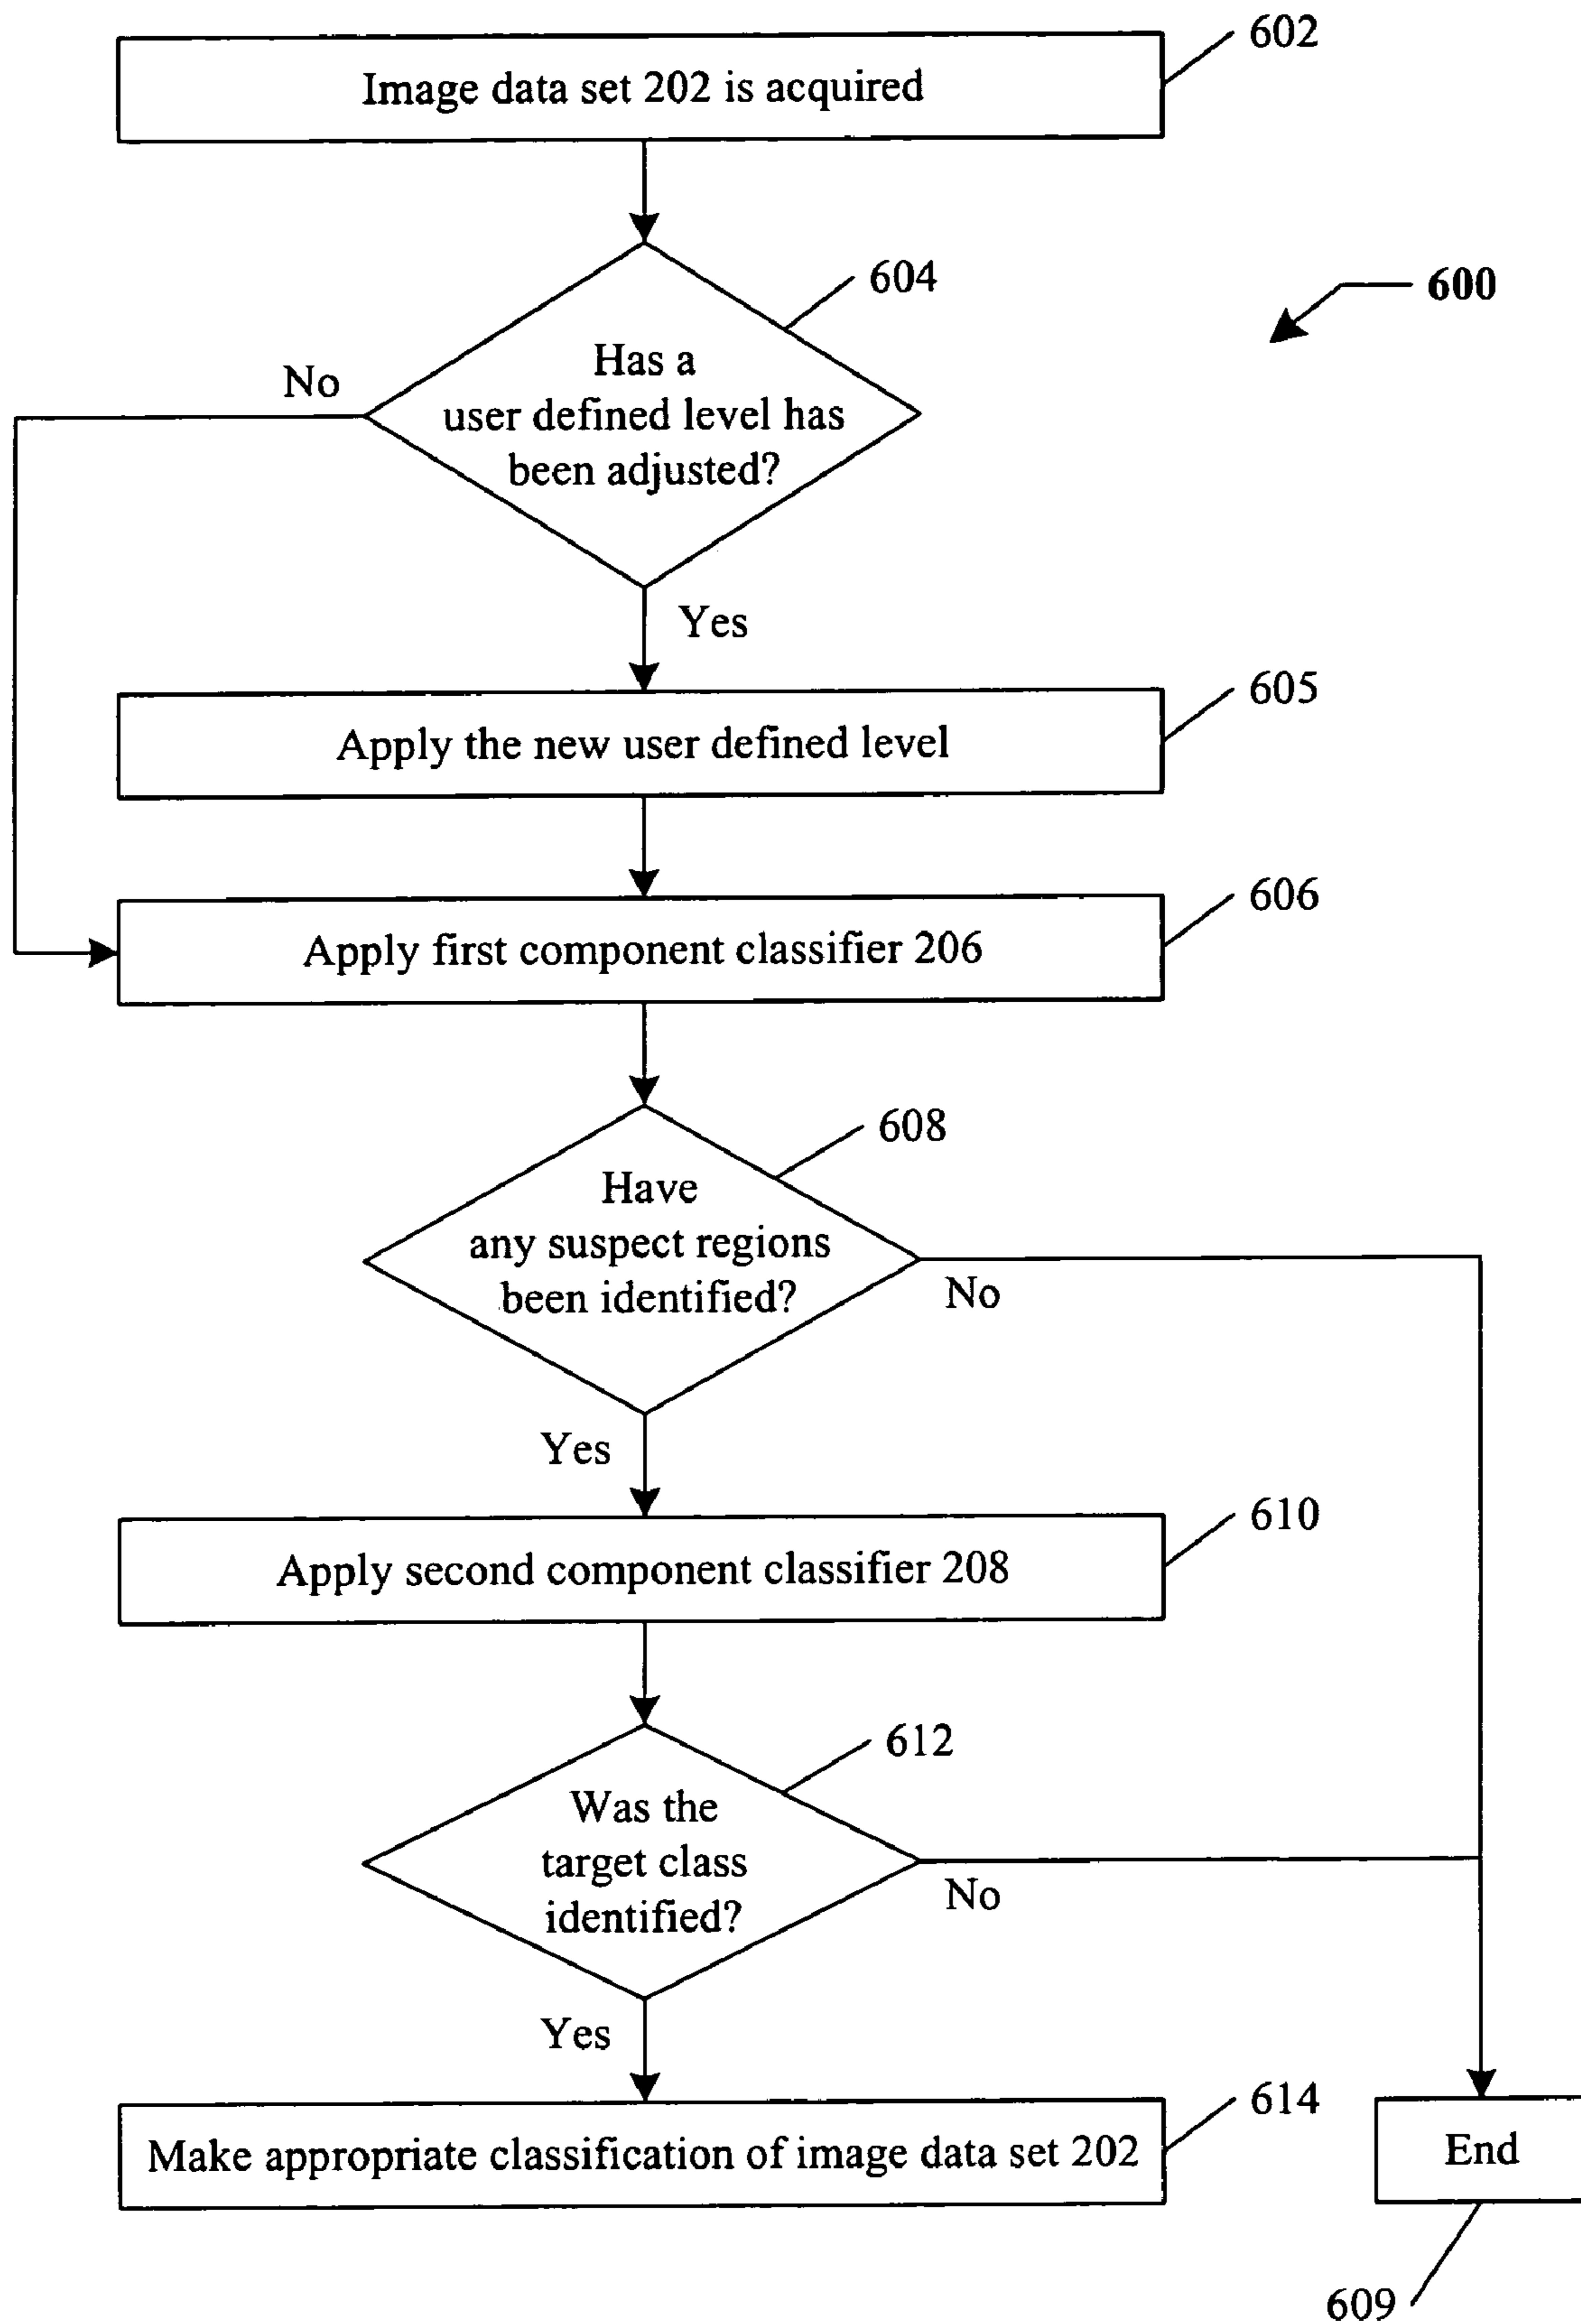 602
Image data set 202 is acquired
604
600
Has a
user defined level has
been adjusted?
No
Yes
605
Apply the new user defined level
606
Apply first component classifier 206
608
Have
any suspect regions
been identified?
No
Yes
610
Apply second component classifier 208
612
Was the
target class
identified?
No
Yes
614
Make appropriate classification of image data set 202
End
609